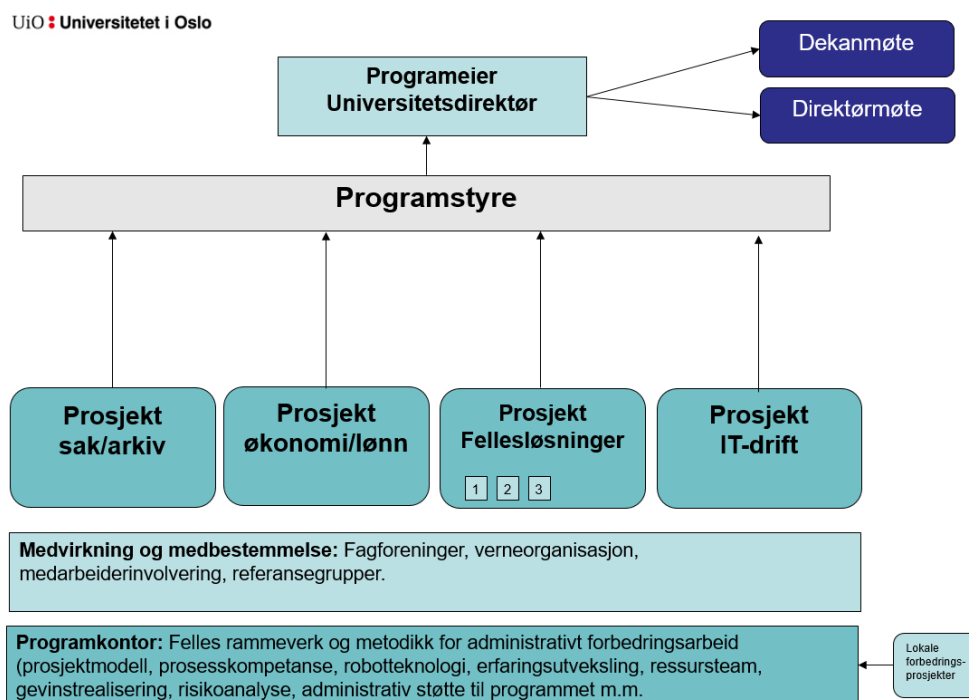 UiO : Universitetet i Oslo
Dekanmøte
Programeier
Universitetsdirektør
Direktørmøte
Programstyre
Prosjekt
sak/arkiv
Prosjekt
økonomi/lønn
Prosjekt
Fellesløsninger
1 2 3
Prosjekt
IT-drift
Medvirkning og medbestemmelse: Fagforeninger, verneorganisasjon,
medarbeiderinvolvering, referansegrupper.
Programkontor: Felles rammeverk og metodikk for administrativt forbedringsarbeid
(prosjektmodell, prosesskompetanse, robotteknologi, erfaringsutveksling, ressursteam,
gevinstrealisering, risikoanalyse, administrativ støtte til programmet m.m.
Lokale
forbedrings-
prosjekter